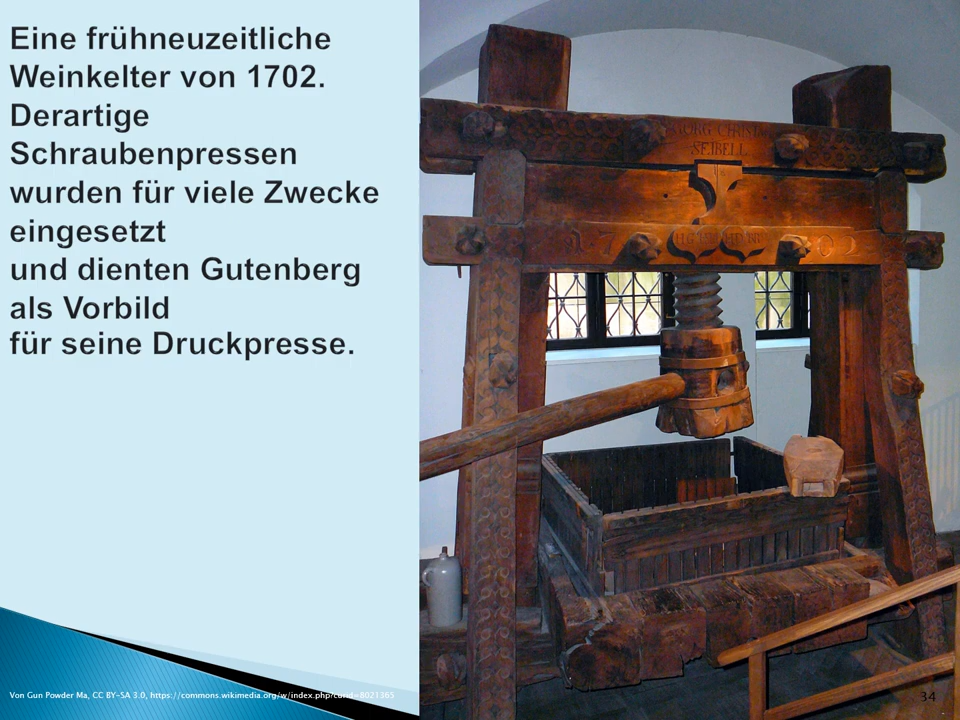 Eine frühneuzeitliche
Weinkelter von 1702.
Derartige
Schraubenpressen
wurden für viele Zwecke
eingesetzt
und dienten Gutenberg
als Vorbild
für seine Druckpresse.
SEIBELL
Von Gun Powder Ma, CC BY-SA 3.0, https://commons.wikimedia.org/w/index.php?curid=8021365
34